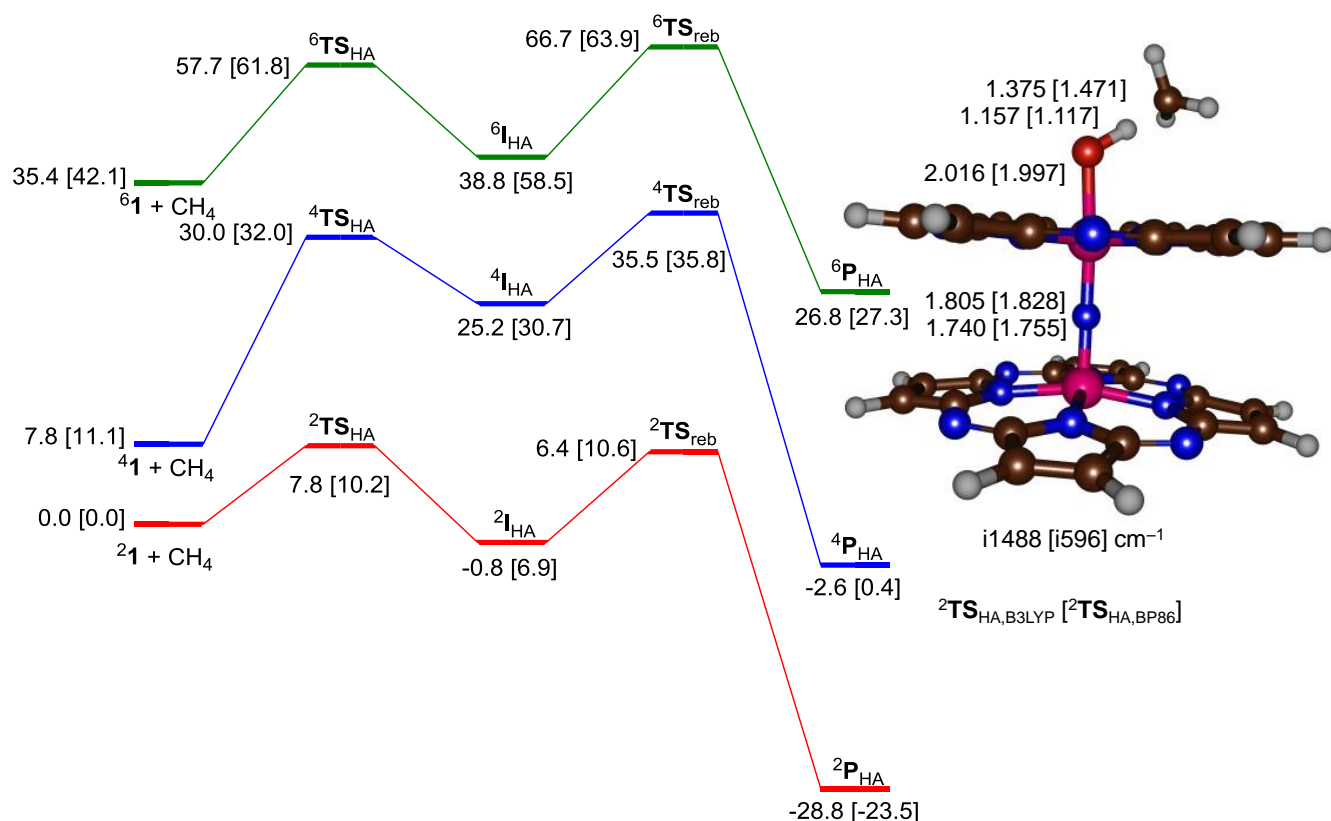 ⁶TS_HA
57.7 [61.8]
⁶TS_reb
66.7 [63.9]
⁶I_HA
38.8 [58.5]
35.4 [42.1]
⁶1 + CH₄
⁴TS_HA
30.0 [32.0]
⁴TS_reb
35.5 [35.8]
⁴I_HA
25.2 [30.7]
⁶P_HA
26.8 [27.3]
7.8 [11.1]
⁴1 + CH₄
²TS_HA
7.8 [10.2]
²TS_reb
6.4 [10.6]
0.0 [0.0]
²1 + CH₄
²I_HA
-0.8 [6.9]
⁴P_HA
-2.6 [0.4]
²P_HA
-28.8 [-23.5]
1.375 [1.471]
1.157 [1.117]
2.016 [1.997]
1.805 [1.828]
1.740 [1.755]
i1488 [i596] cm⁻¹
²TS_HA,B3LYP [²TS_HA,BP86]